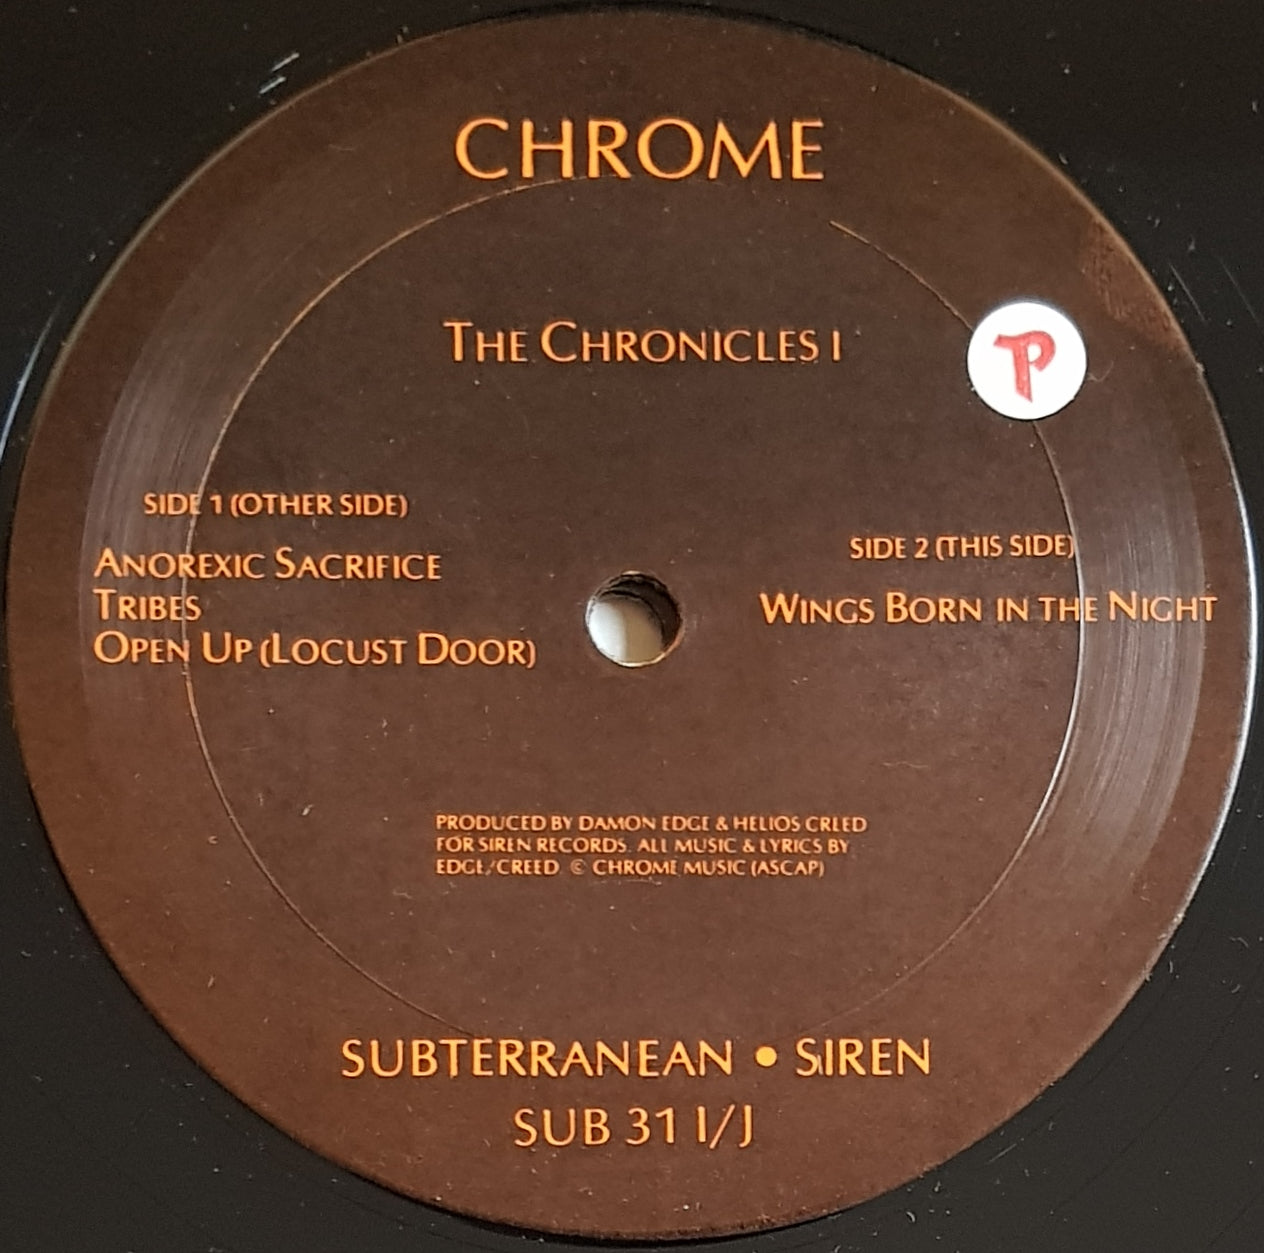 CHROME
THE CHRONICLES I
P
SIDE 1 (OTHER SIDE)
ANOREXIC SACRIFICE
TRIBES
OPEN UP (LOCUST DOOR)
SIDE 2 (THIS SIDE)
WINGS BORN IN THE NIGHT
PRODUCED BY DAMON EDGE & HELIOS CREED
FOR SIREN RECORDS. ALL MUSIC & LYRICS BY
EDGE/CREED © CHROME MUSIC (ASCAP)
SUBTERRANEAN • SIREN
SUB 31 I/J